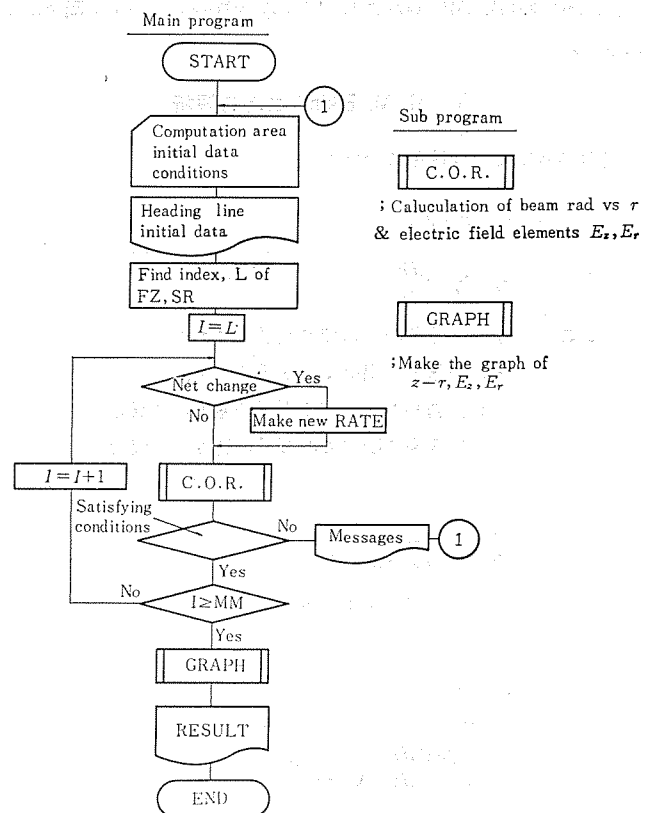 Main program
START
1
Computation area
initial data
conditions
Heading line
initial data
Find index, L of
FZ, SR
I=L
Net change
Yes
No
Make new RATE
I=I+1
C.O.R.
Satisfying
conditions
No
Messages
1
Yes
No
I≥MM
Yes
GRAPH
RESULT
END
Sub program
C.O.R.
; Caluculation of beam rad vs r
& electric field elements Ez, Er
GRAPH
; Make the graph of
z−r, Ez, Er